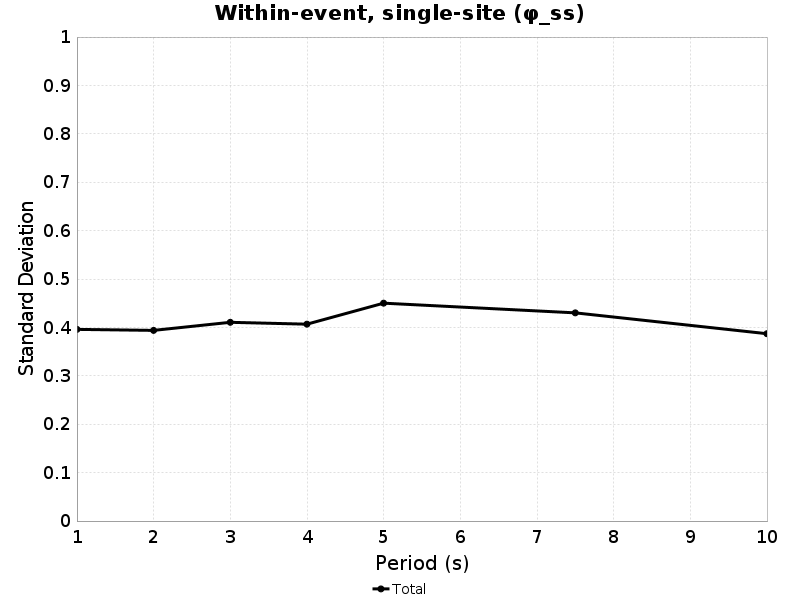 Within-event, single-site (φ_ss)
1
0.9
0.8
0.7
0.6
0.5
0.4
0.3
0.2
0.1
0
Standard Deviation
1 2 3 4 5 6 7 8 9 10
Period (s)
Total